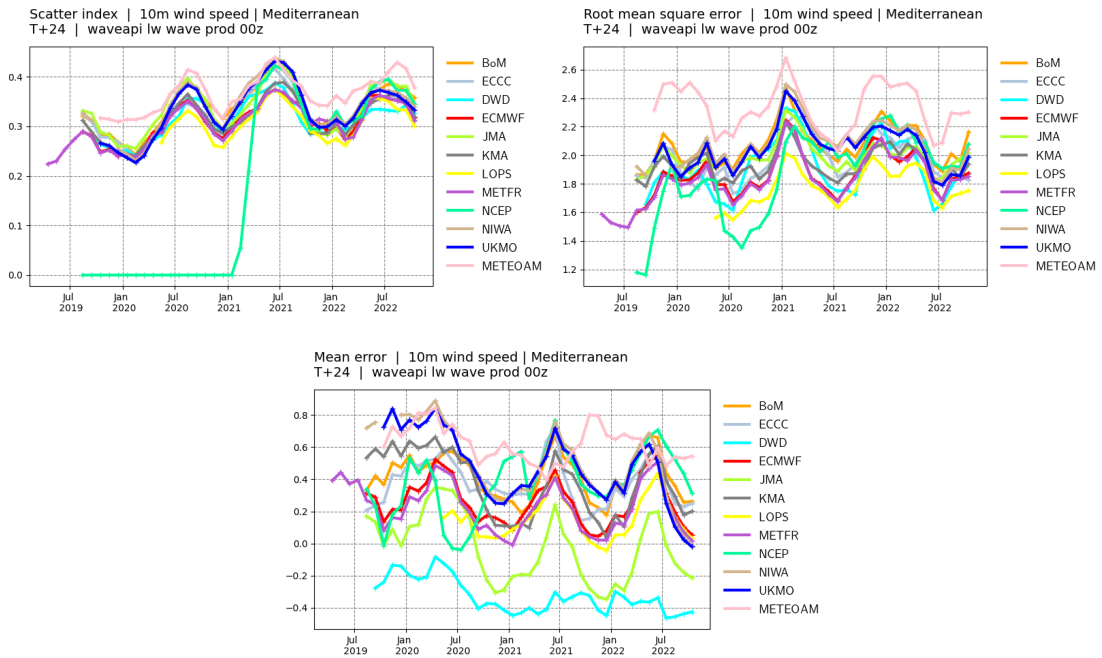 Scatter index | 10m wind speed | Mediterranean
T+24 | waveapi lw wave prod 00z
0.4
0.3
0.2
0.1
0.0
Jul
2019
Jan
2020
Jul
2020
Jan
2021
Jul
2021
Jan
2022
Jul
2022
BoM
ECCC
DWD
ECMWF
JMA
KMA
LOPS
METFR
NCEP
NIWA
UKMO
METEOAM
Root mean square error | 10m wind speed | Mediterranean
T+24 | waveapi lw wave prod 00z
2.6
2.4
2.2
2.0
1.8
1.6
1.4
1.2
Jul
2019
Jan
2020
Jul
2020
Jan
2021
Jul
2021
Jan
2022
Jul
2022
BoM
ECCC
DWD
ECMWF
JMA
KMA
LOPS
METFR
NCEP
NIWA
UKMO
METEOAM
Mean error | 10m wind speed | Mediterranean
T+24 | waveapi lw wave prod 00z
0.8
0.6
0.4
0.2
0.0
−0.2
−0.4
Jul
2019
Jan
2020
Jul
2020
Jan
2021
Jul
2021
Jan
2022
Jul
2022
BoM
ECCC
DWD
ECMWF
JMA
KMA
LOPS
METFR
NCEP
NIWA
UKMO
METEOAM